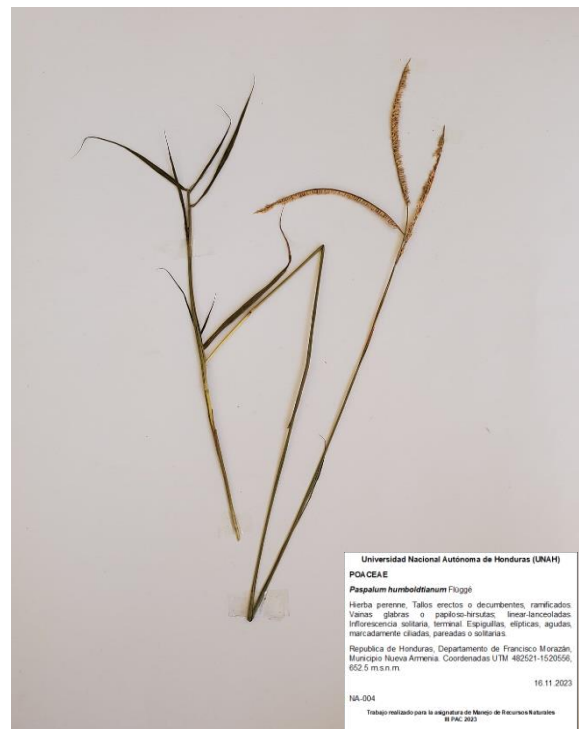 Universidad Nacional Autónoma de Honduras (UNAH)
POACEAE
Paspalum humboldtianum Flüggé
Hierba perenne, Tallos erectos o decumbentes, ramificados.
Vainas glabras o papiloso-hirsutas; linear-lanceoladas.
Inflorescencia solitaria, terminal. Espiguillas, elípticas, agudas,
marcadamente ciliadas, pareadas o solitarias.
Republica de Honduras, Departamento de Francisco Morazán,
Municipio Nueva Armenia. Coordenadas UTM 482521-1520556,
652.5 m.s.n.m.
16.11.2023
NA-004
Trabajo realizado para la asignatura de Manejo de Recursos Naturales
III PAC 2023